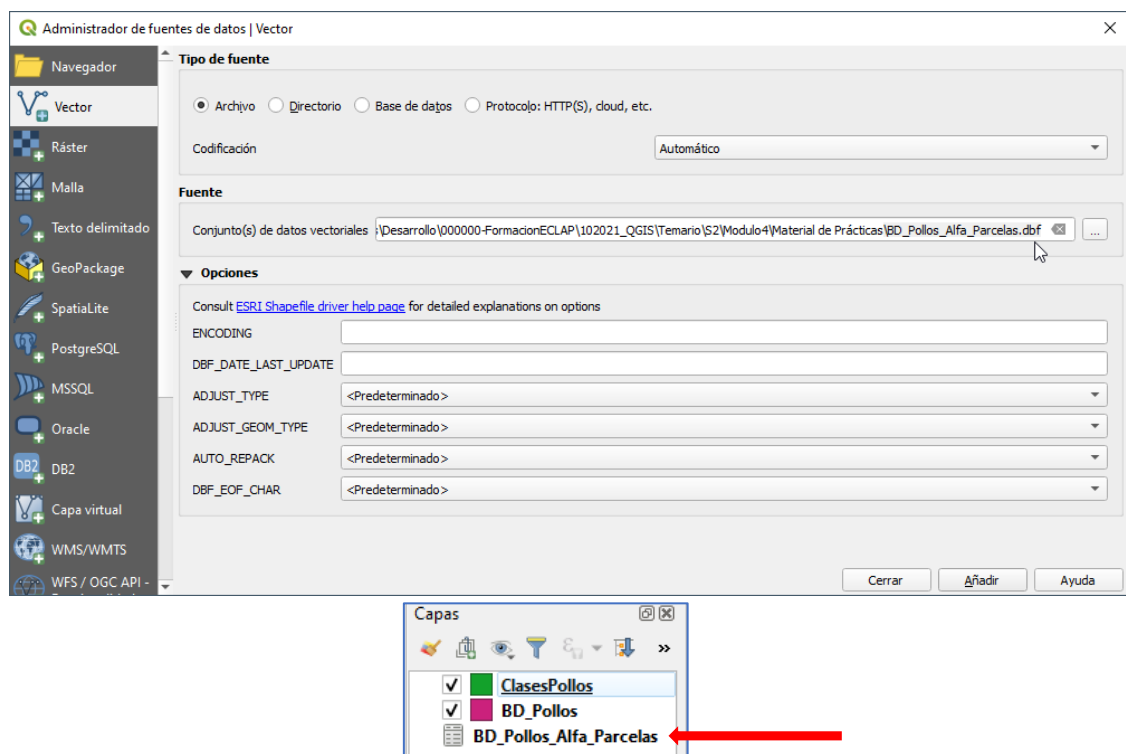 Administrador de fuentes de datos | Vector
Navegador
Vector
Ráster
Malla
Texto delimitado
GeoPackage
SpatiaLite
PostgreSQL
MSSQL
Oracle
DB2
DB2
Capa virtual
WMS/WMTS
WFS / OGC API -
Tipo de fuente
Archivo Directorio Base de datos Protocolo: HTTP(S), cloud, etc.
Codificación Automático
Fuente
Conjunto(s) de datos vectoriales :\Desarrollo\000000-FormacionECLAP\102021_QGIS\Temario\S2\Modulo4\Material de Prácticas\BD_Pollos_Alfa_Parcelas.dbf ...
Opciones
Consult ESRI Shapefile driver help page for detailed explanations on options
ENCODING
DBF_DATE_LAST_UPDATE
ADJUST_TYPE <Predeterminado>
ADJUST_GEOM_TYPE <Predeterminado>
AUTO_REPACK <Predeterminado>
DBF_EOF_CHAR <Predeterminado>
Cerrar Añadir Ayuda
Capas
ClasesPollos
BD_Pollos
BD_Pollos_Alfa_Parcelas